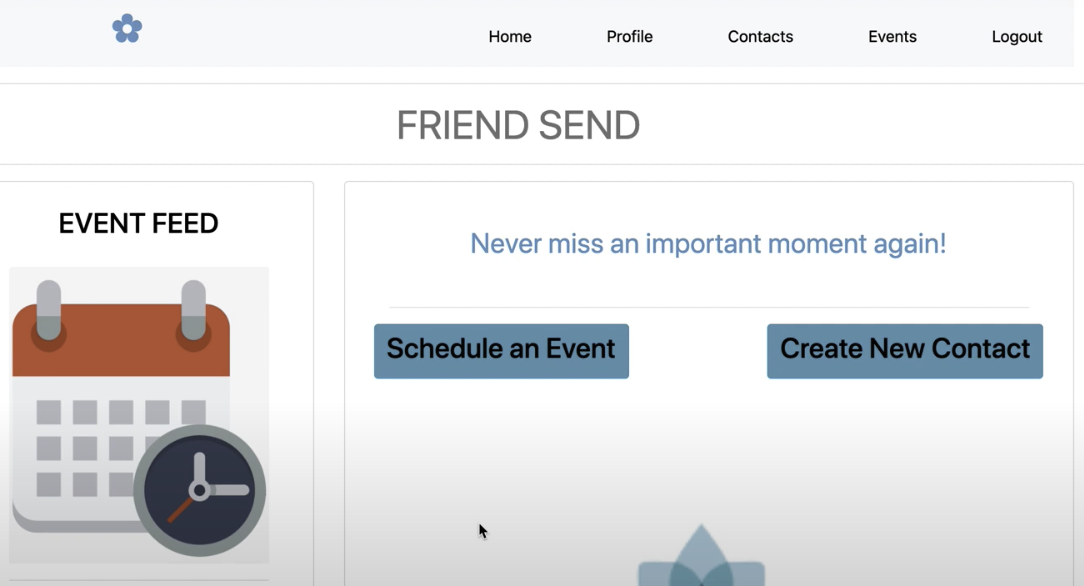 Home Profile Contacts Events Logout
FRIEND SEND
EVENT FEED
Never miss an important moment again!
Schedule an Event Create New Contact